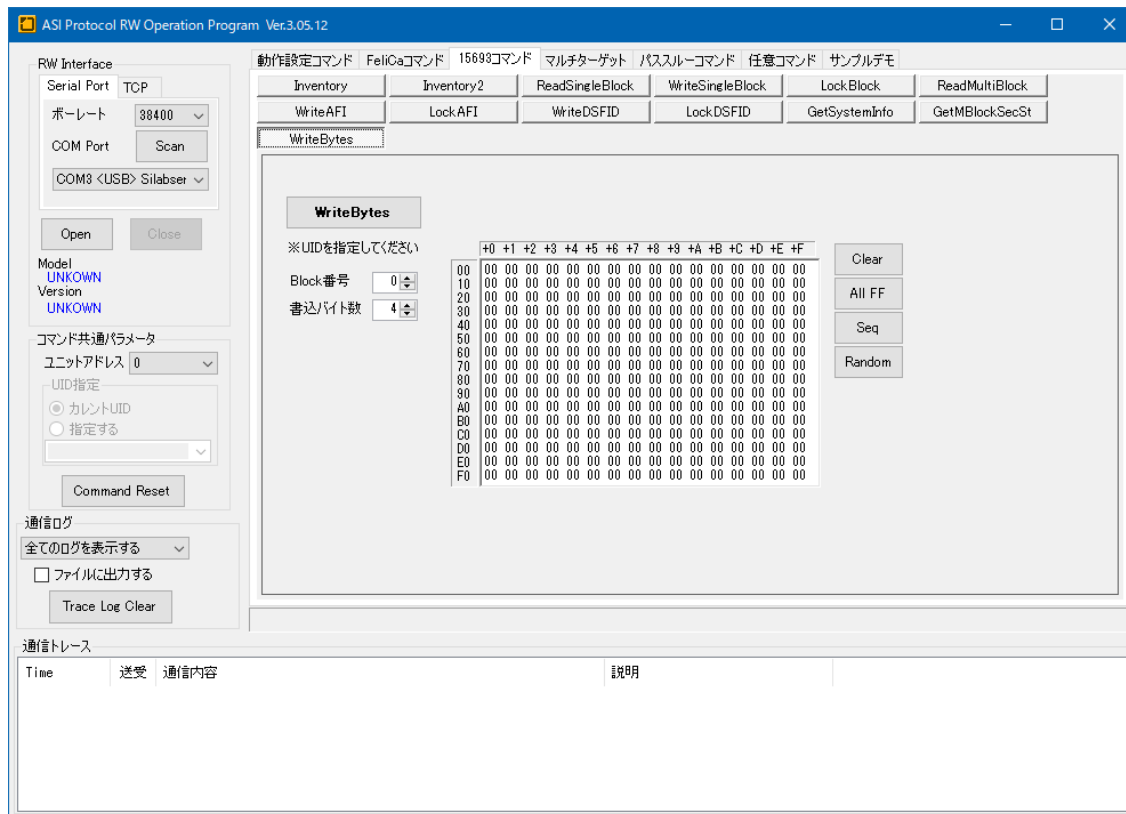 ASI Protocol RW Operation Program Ver.3.05.12
RW Interface
Serial Port TCP
ボーレート 38400
COM Port Scan
COM3 <USB> Silabser
Open Close
Model
UNKOWN
Version
UNKOWN
コマンド共通パラメータ
ユニットアドレス 0
UID指定
カレントUID
指定する
Command Reset
通信ログ
全てのログを表示する
ファイルに出力する
Trace Log Clear
動作設定コマンド FeliCaコマンド 15693コマンド マルチターゲット パススルーコマンド 任意コマンド サンプルデモ
Inventory Inventory2 ReadSingleBlock WriteSingleBlock LockBlock ReadMultiBlock
WriteAFI LockAFI WriteDSFID LockDSFID GetSystemInfo GetMBlockSecSt
WriteBytes
WriteBytes
※UIDを指定してください
Block番号 0
書込バイト数 4
+0 +1 +2 +3 +4 +5 +6 +7 +8 +9 +A +B +C +D +E +F
00 00 00 00 00 00 00 00 00 00 00 00 00 00 00 00 00
10 00 00 00 00 00 00 00 00 00 00 00 00 00 00 00 00
20 00 00 00 00 00 00 00 00 00 00 00 00 00 00 00 00
30 00 00 00 00 00 00 00 00 00 00 00 00 00 00 00 00
40 00 00 00 00 00 00 00 00 00 00 00 00 00 00 00 00
50 00 00 00 00 00 00 00 00 00 00 00 00 00 00 00 00
60 00 00 00 00 00 00 00 00 00 00 00 00 00 00 00 00
70 00 00 00 00 00 00 00 00 00 00 00 00 00 00 00 00
80 00 00 00 00 00 00 00 00 00 00 00 00 00 00 00 00
90 00 00 00 00 00 00 00 00 00 00 00 00 00 00 00 00
A0 00 00 00 00 00 00 00 00 00 00 00 00 00 00 00 00
B0 00 00 00 00 00 00 00 00 00 00 00 00 00 00 00 00
C0 00 00 00 00 00 00 00 00 00 00 00 00 00 00 00 00
D0 00 00 00 00 00 00 00 00 00 00 00 00 00 00 00 00
E0 00 00 00 00 00 00 00 00 00 00 00 00 00 00 00 00
F0 00 00 00 00 00 00 00 00 00 00 00 00 00 00 00 00
Clear
All FF
Seq
Random
通信トレース
Time 送受 通信内容 説明